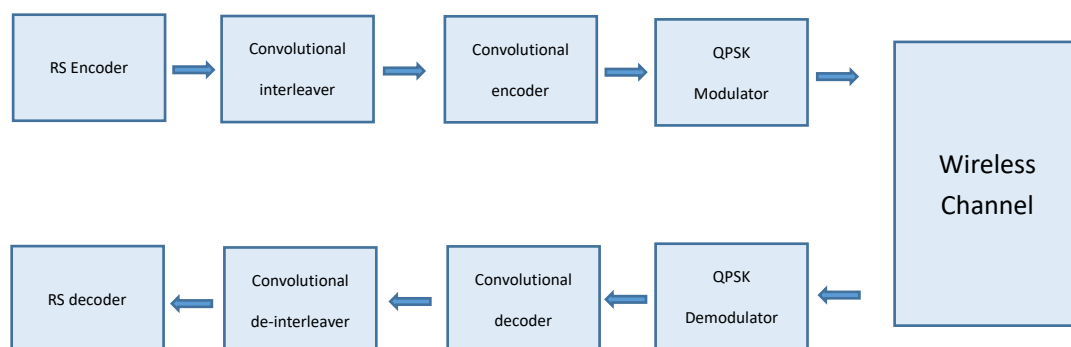 RS Encoder
Convolutional
interleaver
Convolutional
encoder
QPSK
Modulator
Wireless
Channel
RS decoder
Convolutional
de-interleaver
Convolutional
decoder
QPSK
Demodulator